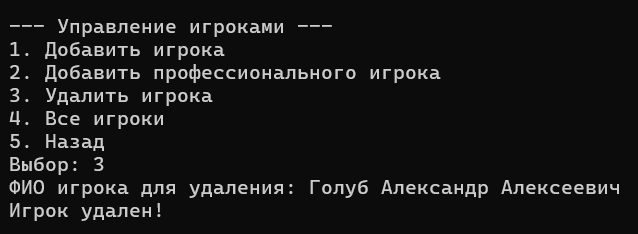 --- Управление игроками ---
1. Добавить игрока
2. Добавить профессионального игрока
3. Удалить игрока
4. Все игроки
5. Назад
Выбор: 3
ФИО игрока для удаления: Голуб Александр Алексеевич
Игрок удален!